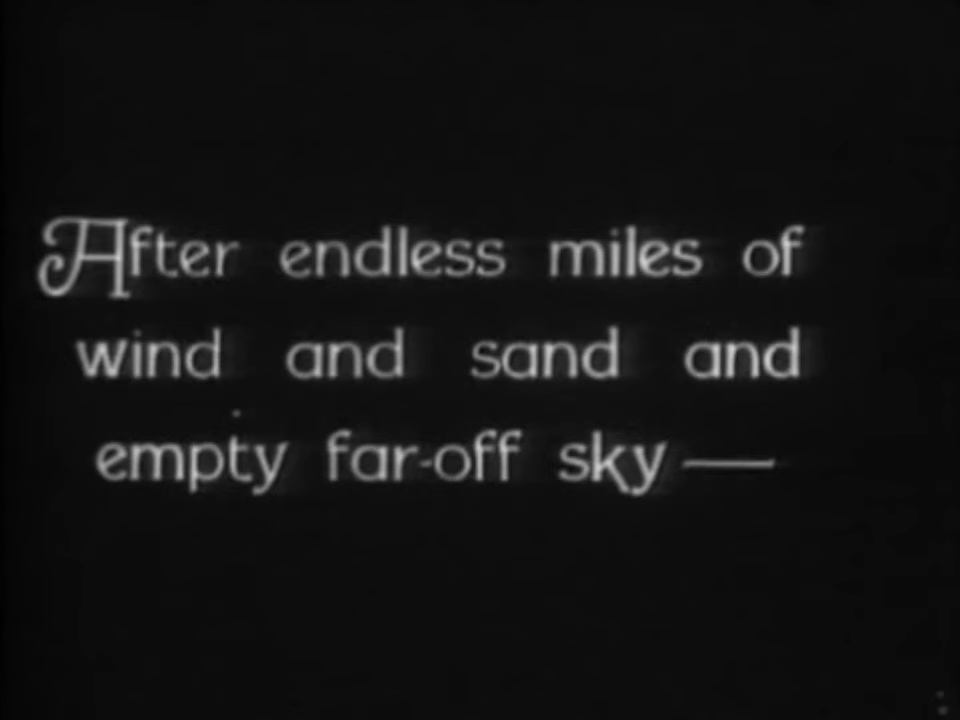 After endless miles of
wind and sand and
empty far-off sky —